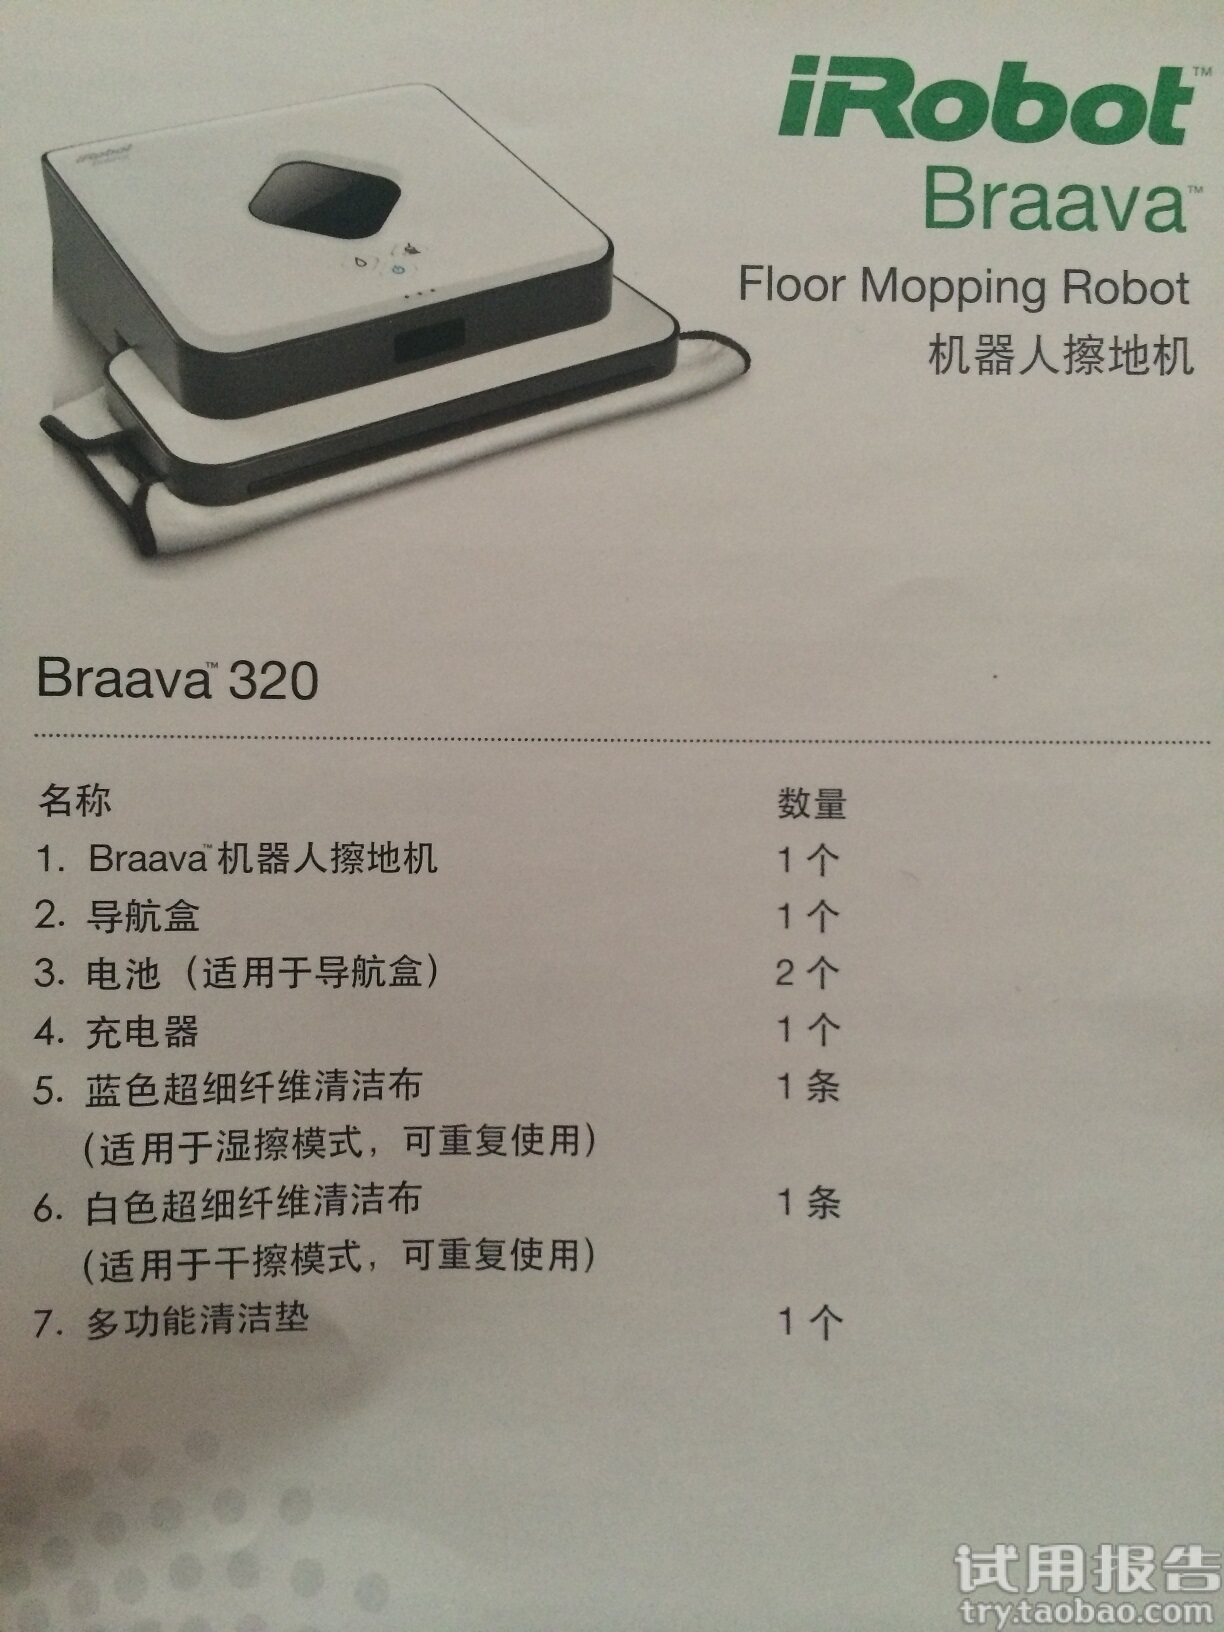 iRobot™
Braava™
Floor Mopping Robot
机器人擦地机
iRobot
Braava™ 320
名称 数量
1. Braava™机器人擦地机 1 个
2. 导航盒 1 个
3. 电池（适用于导航盒） 2 个
4. 充电器 1 个
5. 蓝色超细纤维清洁布 1 条
（适用于湿擦模式，可重复使用）
6. 白色超细纤维清洁布 1 条
（适用于干擦模式，可重复使用）
7. 多功能清洁垫 1 个
试用报告
try.taobao.com